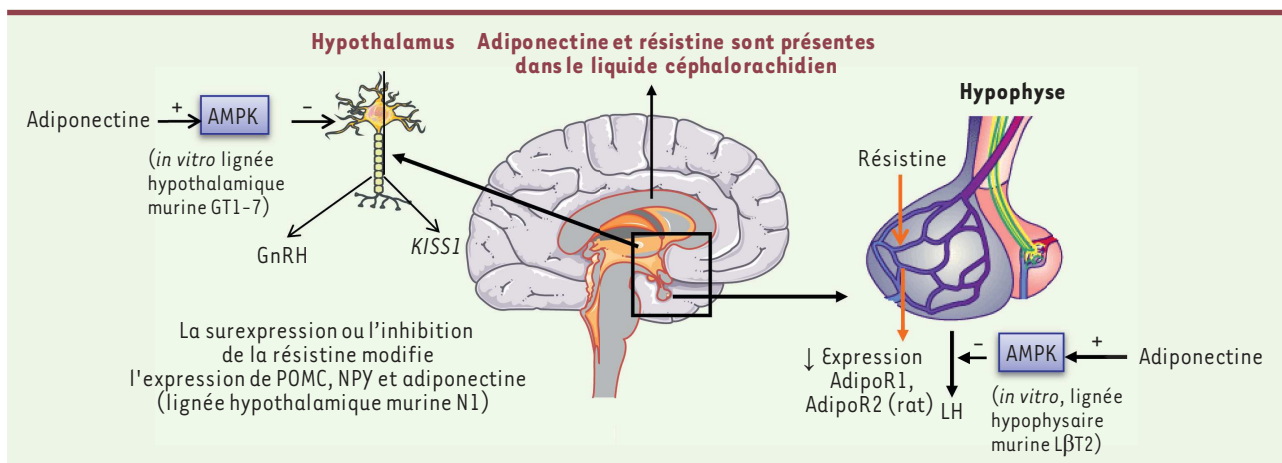 Hypothalamus
Adiponectine et résistine sont présentes
dans le liquide céphalorachidien
Adiponectine
+
AMPK
–
(in vitro lignée
hypothalamique
murine GT1-7)
GnRH
KISS1
La surexpression ou l'inhibition
de la résistine modifie
l'expression de POMC, NPY et adiponectine
(lignée hypothalamique murine N1)
Hypophyse
Résistine
↓ Expression
AdipoR1,
AdipoR2 (rat)
LH
–
AMPK
+
Adiponectine
(in vitro, lignée
hypophysaire
murine LβT2)